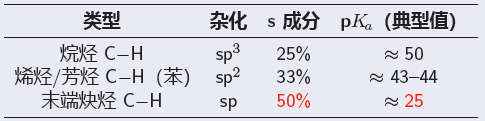 类型 杂化 s 成分 pKₐ（典型值）
烷烃 C−H sp³ 25% ≈ 50
烯烃/芳烃 C−H（苯） sp² 33% ≈ 43–44
末端炔烃 C−H sp 50% ≈ 25